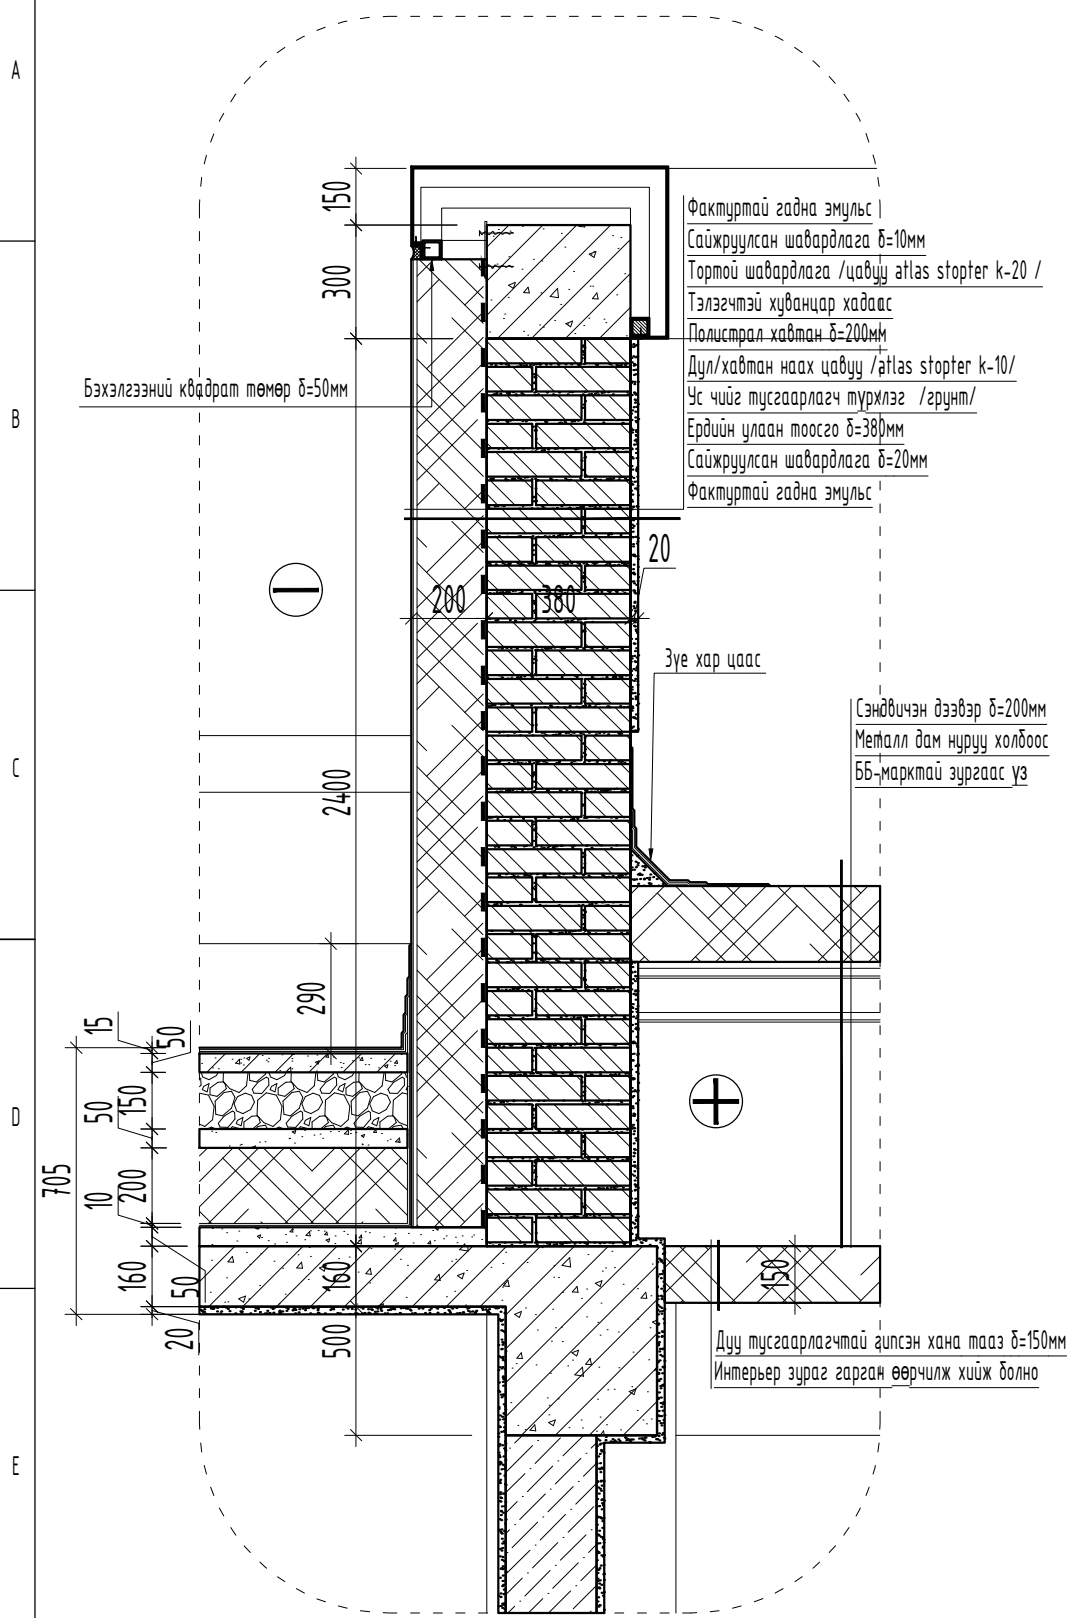 A
B
C
D
E
150
300
Фактуртай гадна эмульс
Сайжруулсан шавардлага δ=10мм
Тортой шавардлага /цавуу atlas stopter k-20 /
Тэлэгчтэй хуванцар хадаас
Полистрал хавтан δ=200мм
Дул/хавтан наах цавуу /atlas stopter k-10/
Ус чийг тусгаарлагч түрхлэг /грунт/
Ердийн улаан тоосго δ=380мм
Сайжруулсан шавардлага δ=20мм
Фактуртай гадна эмульс
Бэхэлгээний квадрат төмөр δ=50мм
20
200
380
Зүе хар цаас
Сэндвичэн дээвэр δ=200мм
Металл дам нуруу холбоос
ББ-марктай зургаас үз
2400
290
15
50
150
50
705
200
10
160
50
20
160
500
150
Дуу тусгаарлагчтай гипсэн хана тааз δ=150мм
Интерьер зураг гарган өөрчилж хийж болно